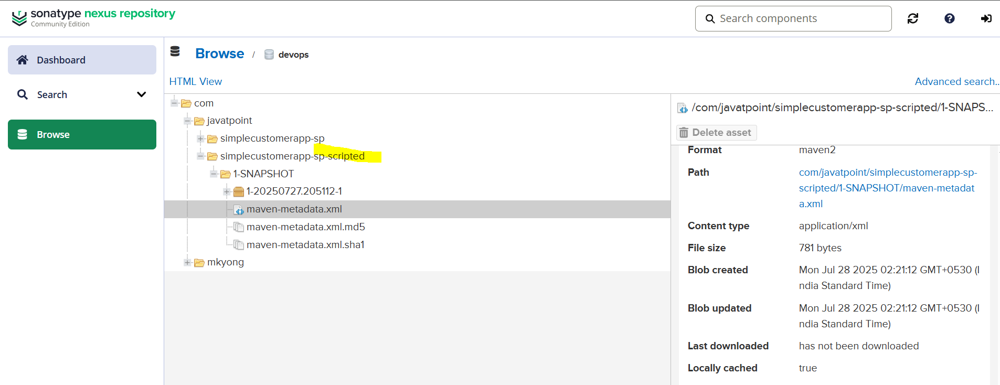 sonatype nexus repository
Community Edition
Search components
Dashboard
Search
Browse
Browse / devops
HTML View
Advanced search...
com
javatpoint
simplecustomerapp-sp
simplecustomerapp-sp-scripted
1-SNAPSHOT
1-20250727.205112-1
maven-metadata.xml
maven-metadata.xml.md5
maven-metadata.xml.sha1
mkyong
/com/javatpoint/simplecustomerapp-sp-scripted/1-SNAPS...
Delete asset
Format maven2
Path com/javatpoint/simplecustomerapp-sp-
scripted/1-SNAPSHOT/maven-metadat
a.xml
Content type application/xml
File size 781 bytes
Blob created Mon Jul 28 2025 02:21:12 GMT+0530 (I
ndia Standard Time)
Blob updated Mon Jul 28 2025 02:21:12 GMT+0530 (I
ndia Standard Time)
Last downloaded has not been downloaded
Locally cached true